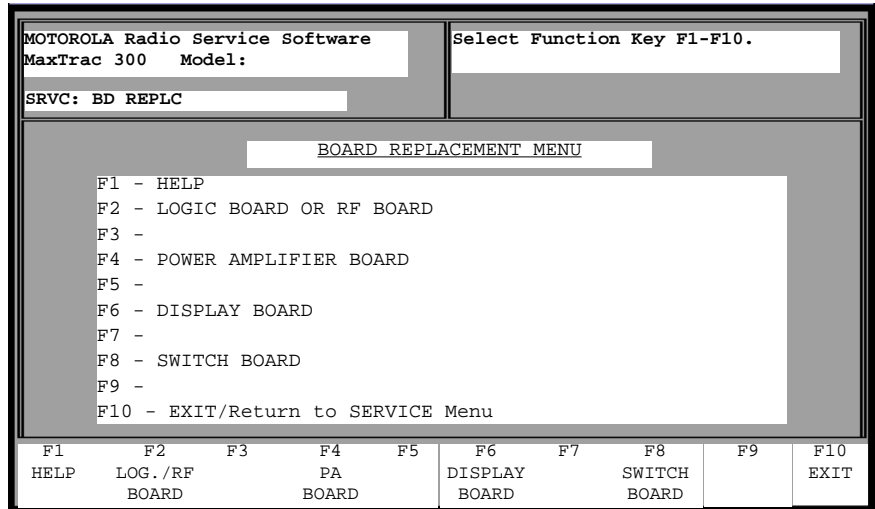 MOTOROLA Radio Service Software
MaxTrac 300 Model:
SRVC: BD REPLC
Select Function Key F1-F10.
BOARD REPLACEMENT MENU
F1 - HELP
F2 - LOGIC BOARD OR RF BOARD
F3 -
F4 - POWER AMPLIFIER BOARD
F5 -
F6 - DISPLAY BOARD
F7 -
F8 - SWITCH BOARD
F9 -
F10 - EXIT/Return to SERVICE Menu
F1 F2 F3 F4 F5 F6 F7 F8 F9 F10
HELP LOG./RF PA DISPLAY SWITCH EXIT
BOARD BOARD BOARD BOARD